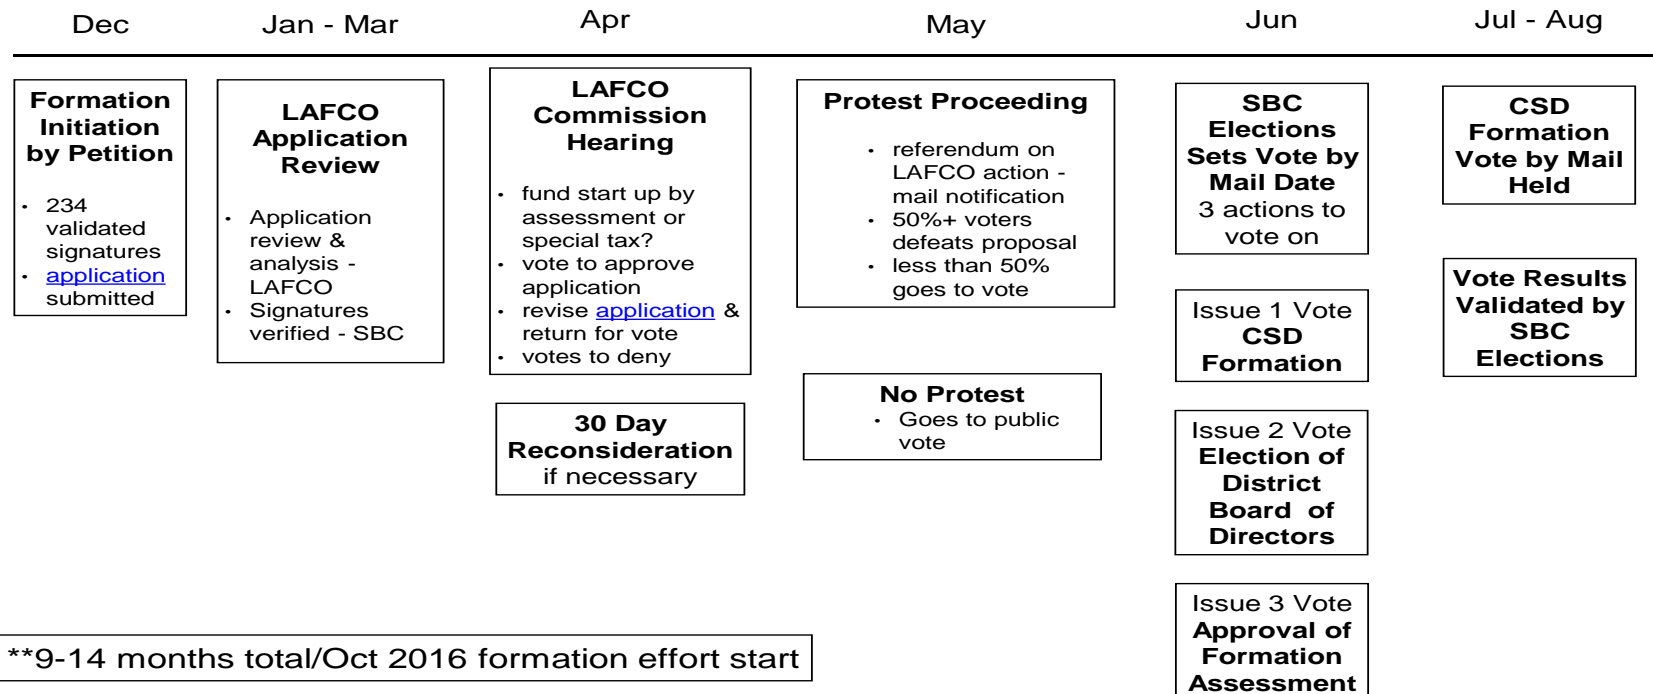 Dec
Jan - Mar
Apr
May
Jun
Jul - Aug
Formation
Initiation
by Petition
• 234
validated
signatures
• application
submitted
LAFCO
Application
Review
• Application
review &
analysis -
LAFCO
• Signatures
verified - SBC
LAFCO
Commission
Hearing
• fund start up by
assessment or
special tax?
• vote to approve
application
• revise application &
return for vote
• votes to deny
30 Day
Reconsideration
if necessary
Protest Proceeding
• referendum on
LAFCO action -
mail notification
• 50%+ voters
defeats proposal
• less than 50%
goes to vote
No Protest
• Goes to public
vote
SBC
Elections
Sets Vote by
Mail Date
3 actions to
vote on
Issue 1 Vote
CSD
Formation
Issue 2 Vote
Election of
District
Board of
Directors
Issue 3 Vote
Approval of
Formation
Assessment
CSD
Formation
Vote by Mail
Held
Vote Results
Validated by
SBC
Elections
**9-14 months total/Oct 2016 formation effort start